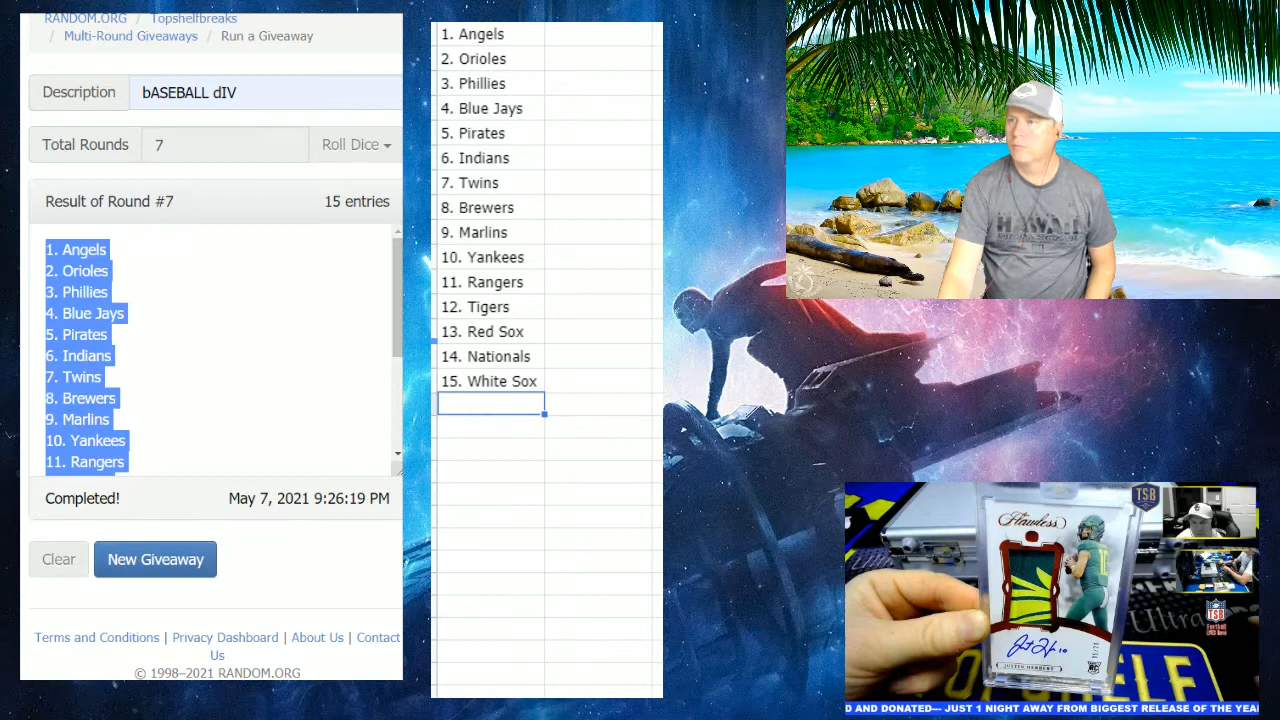 RANDOM.ORG / Topshelfbreaks
/ Multi-Round Giveaways / Run a Giveaway
Description bASEBALL dIV
Total Rounds 7 Roll Dice
Result of Round #7 15 entries
1. Angels
2. Orioles
3. Phillies
4. Blue Jays
5. Pirates
6. Indians
7. Twins
8. Brewers
9. Marlins
10. Yankees
11. Rangers
Completed! May 7, 2021 9:26:19 PM
Clear New Giveaway
Terms and Conditions | Privacy Dashboard | About Us | Contact
Us
© 1998–2021 RANDOM.ORG
1. Angels
2. Orioles
3. Phillies
4. Blue Jays
5. Pirates
6. Indians
7. Twins
8. Brewers
9. Marlins
10. Yankees
11. Rangers
12. Tigers
13. Red Sox
14. Nationals
15. White Sox
HAWAII
TSB
Flawless
TSB
JUSTIN HERBERT
RC
D AND DONATED--- JUST 1 NIGHT AWAY FROM BIGGEST RELEASE OF THE YEA